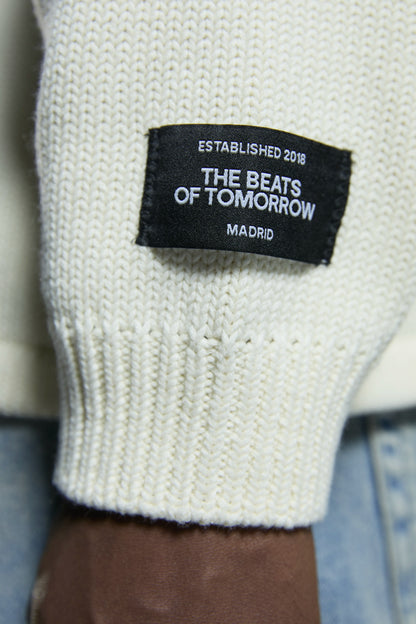 ESTABLISHED 2018
THE BEATS
OF TOMORROW
MADRID